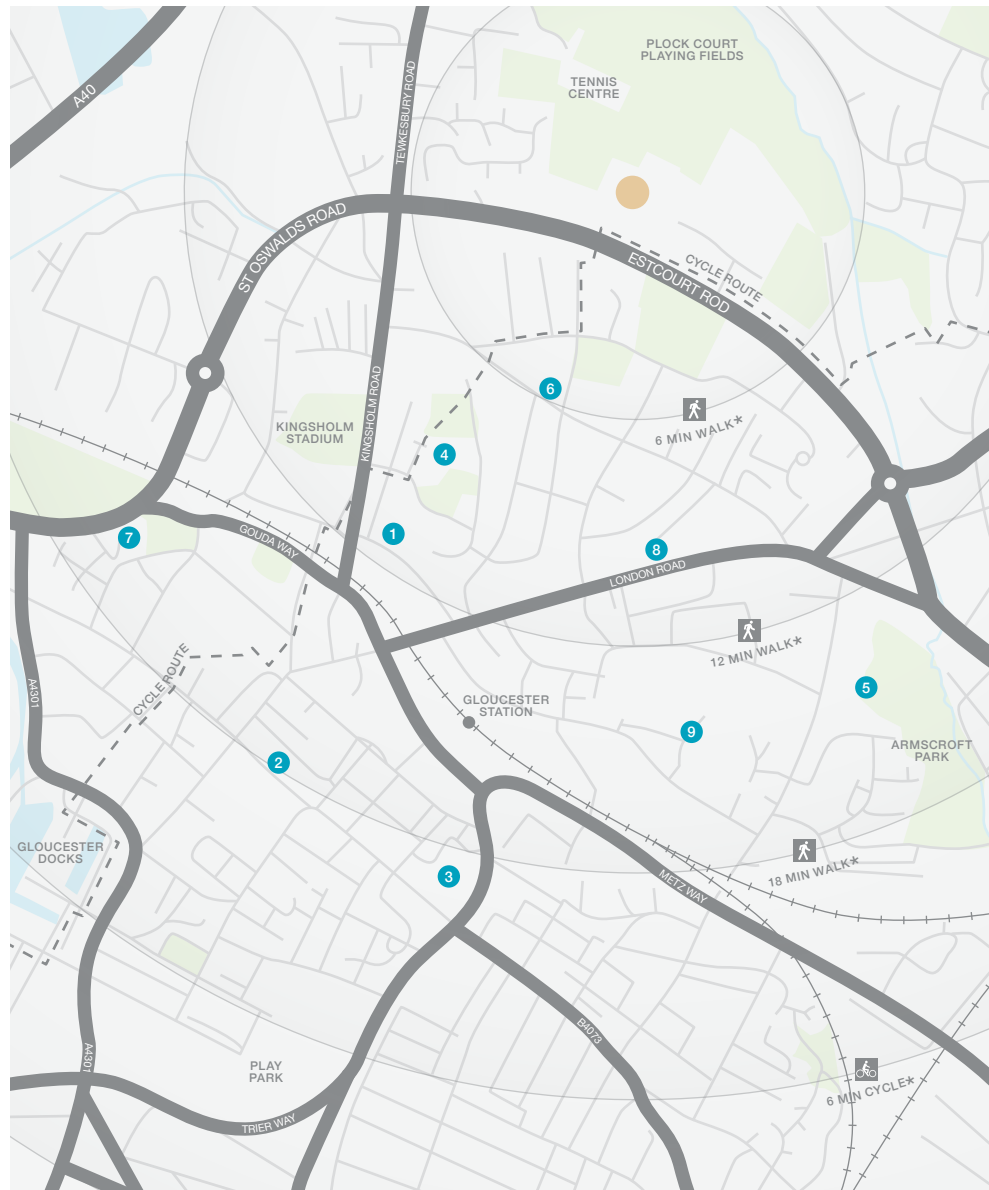 PLOCK COURT
PLAYING FIELDS
TENNIS
CENTRE
A40
TEWKESBURY ROAD
ST OSWALDS ROAD
ESTCOURT ROD
CYCLE ROUTE
KINGSHOLM ROAD
KINGSHOLM
STADIUM
6
6 MIN WALK*
4
1
7
GOUDA WAY
8
LONDON ROAD
12 MIN WALK*
CYCLE ROUTE
A4301
5
GLOUCESTER
STATION
9
ARMSCROFT
PARK
2
GLOUCESTER
DOCKS
3
18 MIN WALK*
METZ WAY
B4073
A4301
PLAY
PARK
6 MIN CYCLE*
TRIER WAY